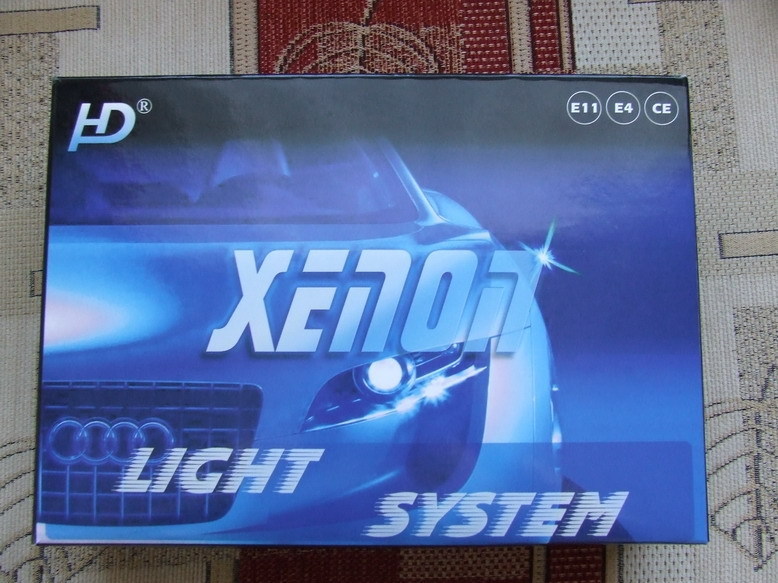 HD®
E11 E4 CE
XENON
LIGHT
SYSTEM